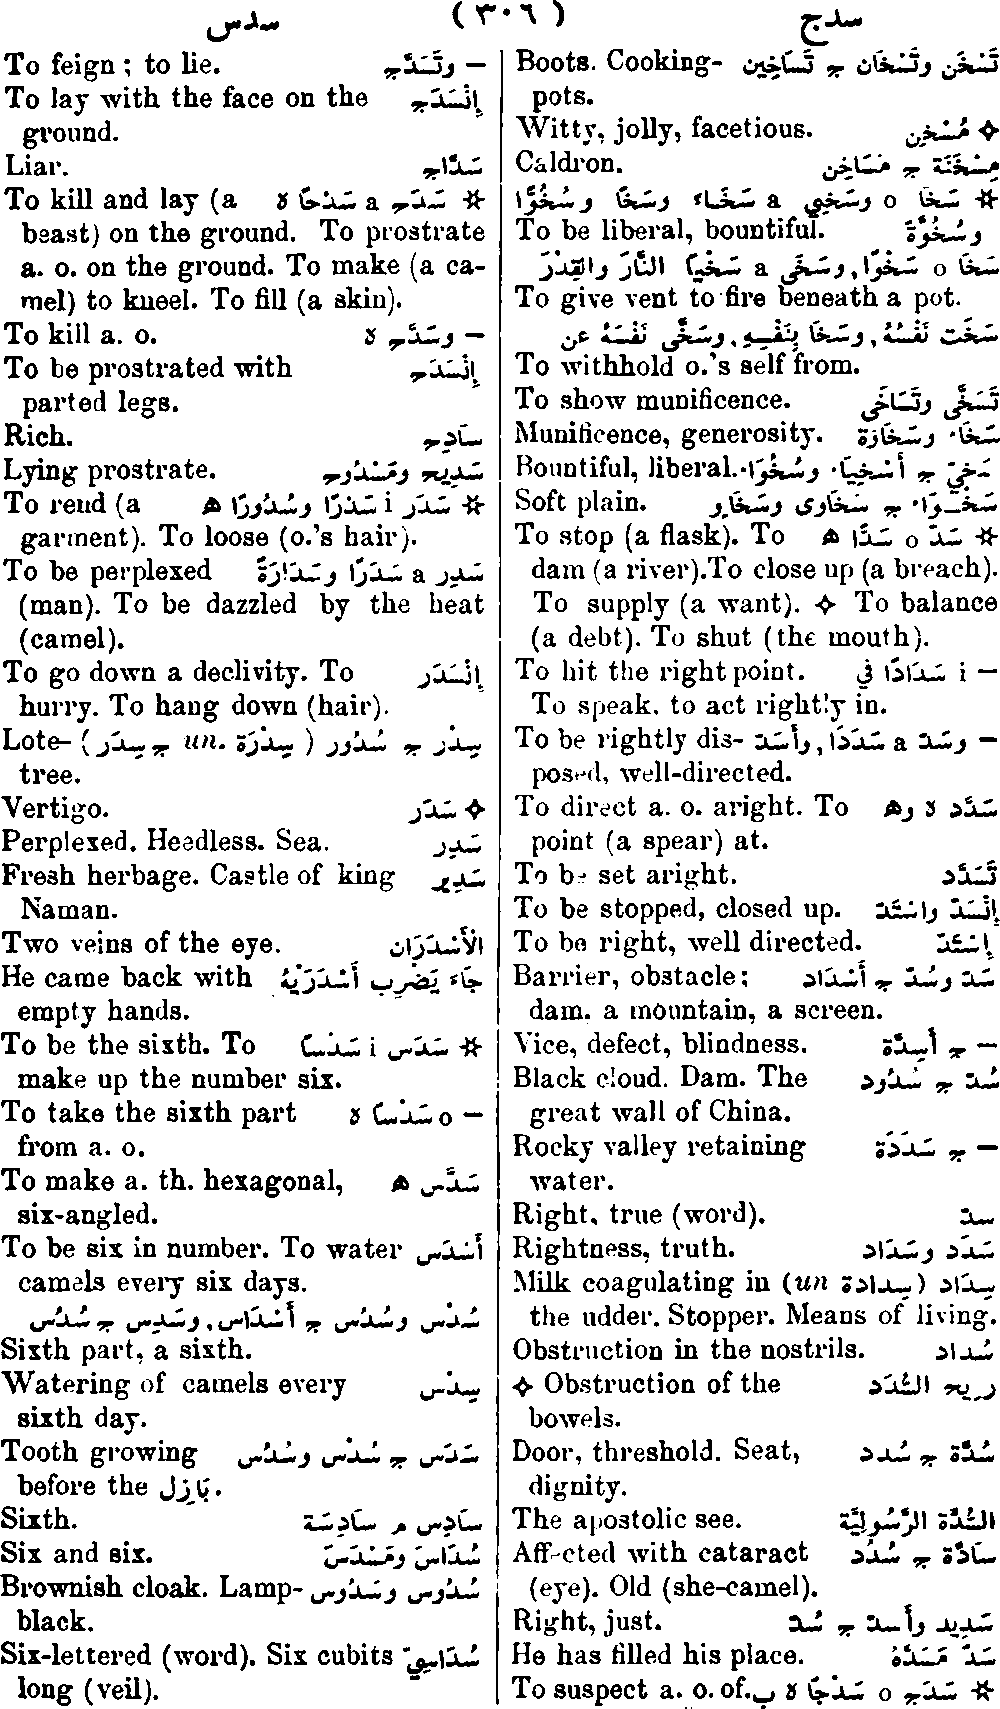 سدج ( ٣٠٦ ) سدس
Boots. Cooking- تَسْخَن وتَسْخَان ج تَسَاخِين
pots.
Witty, jolly, facetious. ✧ مُسْخِن
Caldron. مِسْخَنَة ج مَسَاخِن
✲ سَخَا o وسَخِي a سَخَاء وسَخًا وسُخُوًّا
To be liberal, bountiful. وسُخُوَّة
سَخَا o سَخْوًا, وسَخَى a سَخْيًا النَّارَ والقِدْرَ
To give vent to fire beneath a pot.
سَخَت نَفْسُهُ, وسَخَا بِنَفْسِهِ, وسَخَّى نَفْسَهُ عن
To withhold o.'s self from.
To show munificence. تَسَخَّى وتَسَاخَى
Munificence, generosity. سَخَاء وسَخَاوَة
Bountiful, liberal. سَخِيّ ج أَسْخِيَاء وسُخَوَاء
Soft plain. سَخْوَاء ج سَخَاوَى وسَخَاوٍ
To stop (a flask). To ✲ سَدّ o سَدًّا ه
dam (a river).To close up (a breach).
To supply (a want). ✧ To balance
(a debt). To shut (the mouth).
To hit the right point. — i سَدَادًا في
To speak. to act rightly in.
To be rightly dis- — وسَدّ a سَدَدًا, وأَسَدّ
posed, well-directed.
To direct a. o. aright. To سَدَّد لا وه
point (a spear) at.
To be set aright. تَسَدَّد
To be stopped, closed up. إِنْسَدّ واسْتَدّ
To be right, well directed. إِسْتَدّ
Barrier, obstacle; سَدّ وسُدّ ج أَسْدَاد
dam. a mountain, a screen.
Vice, defect, blindness. — ج أَسِدَّة
Black cloud. Dam. The سُدّ ج سُدُود
great wall of China.
Rocky valley retaining — ج سَدَدَة
water.
Right, true (word). سدّ
Rightness, truth. سَدَد وسَدَاد
Milk coagulating in (un سِدَادة) سِدَاد
the udder. Stopper. Means of living.
Obstruction in the nostrils. سُدَاد
✧ Obstruction of the رِيح السُّدَد
bowels.
Door, threshold. Seat, سُدَّة ج سُدَد
dignity.
The apostolic see. السُّدَّة الرَّسُولِيَّة
Affected with cataract سَادَّة ج سُدُد
(eye). Old (she-camel).
Right, just. سَدِيد وأَسدّ ج سُدّ
He has filled his place. سَدّ مَسَدَّهُ
To suspect a. o. of. ✲ سَدَج o سَدْجًا لا ب
To feign ; to lie. — وتَسَدَّج
To lay with the face on the إِنْسَدَج
ground.
Liar. سَدَّاج
To kill and lay (a ✲ سَدَح a سَدْحًا لا
beast) on the ground. To prostrate
a. o. on the ground. To make (a ca-
mel) to kneel. To fill (a skin).
To kill a. o. — وسَدَّح لا
To be prostrated with إِنْسَدَح
parted legs.
Rich. سَادِح
Lying prostrate. سَدِيح ومَسْدُوح
To rend (a ✲ سَدَر i سَدْرًا وسُدُورًا ه
garment). To loose (o.'s hair).
To be perplexed سَدِر a سَدَرًا وسَدَارَةً
(man). To be dazzled by the heat
(camel).
To go down a declivity. To إِنْسَدَر
hurry. To hang down (hair).
Lote- ( سِدْر ج سُدُور ( سِدْرَة un. ج سِدَر
tree.
Vertigo. ✧ سَدَر
Perplexed. Heedless. Sea. سَدِر
Fresh herbage. Castle of king سَدِير
Naman.
Two veins of the eye. الأَسْدَرَان
He came back with جَاءَ يَضْرِب أَسْدَرَيْهُ
empty hands.
To be the sixth. To ✲ سَدَس i سَدْسًا
make up the number six.
To take the sixth part — o سَدْسًا لا
from a. o.
To make a. th. hexagonal, سَدَّس ه
six-angled.
To be six in number. To water أَسْدَس
camels every six days.
سُدْس وسُدُس ج أَسْدَاس, وسَدِيس ج سُدُس
Sixth part, a sixth.
Watering of camels every سِدْس
sixth day.
Tooth growing سَدَس ج سُدْس وسُدُس
before the بَازِل.
Sixth. سَادِس م سَادِسَة
Six and six. سُدَاسَ ومَسْدَسَ
Brownish cloak. Lamp- سُدُوس وسَدُوس
black.
Six-lettered (word). Six cubits سُدَاسِيّ
long (veil).